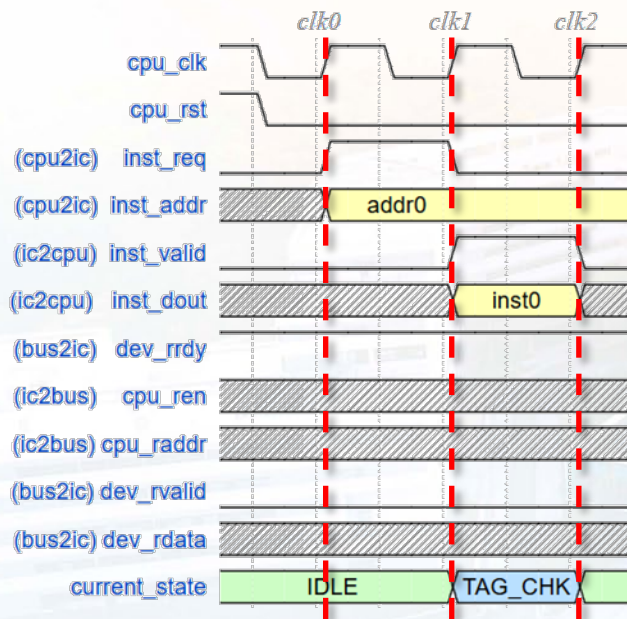 clk0 clk1 clk2
cpu_clk
cpu_rst
(cpu2ic) inst_req
(cpu2ic) inst_addr addr0
(ic2cpu) inst_valid
(ic2cpu) inst_dout inst0
(bus2ic) dev_rrdy
(ic2bus) cpu_ren
(ic2bus) cpu_raddr
(bus2ic) dev_rvalid
(bus2ic) dev_rdata
current_state IDLE TAG_CHK